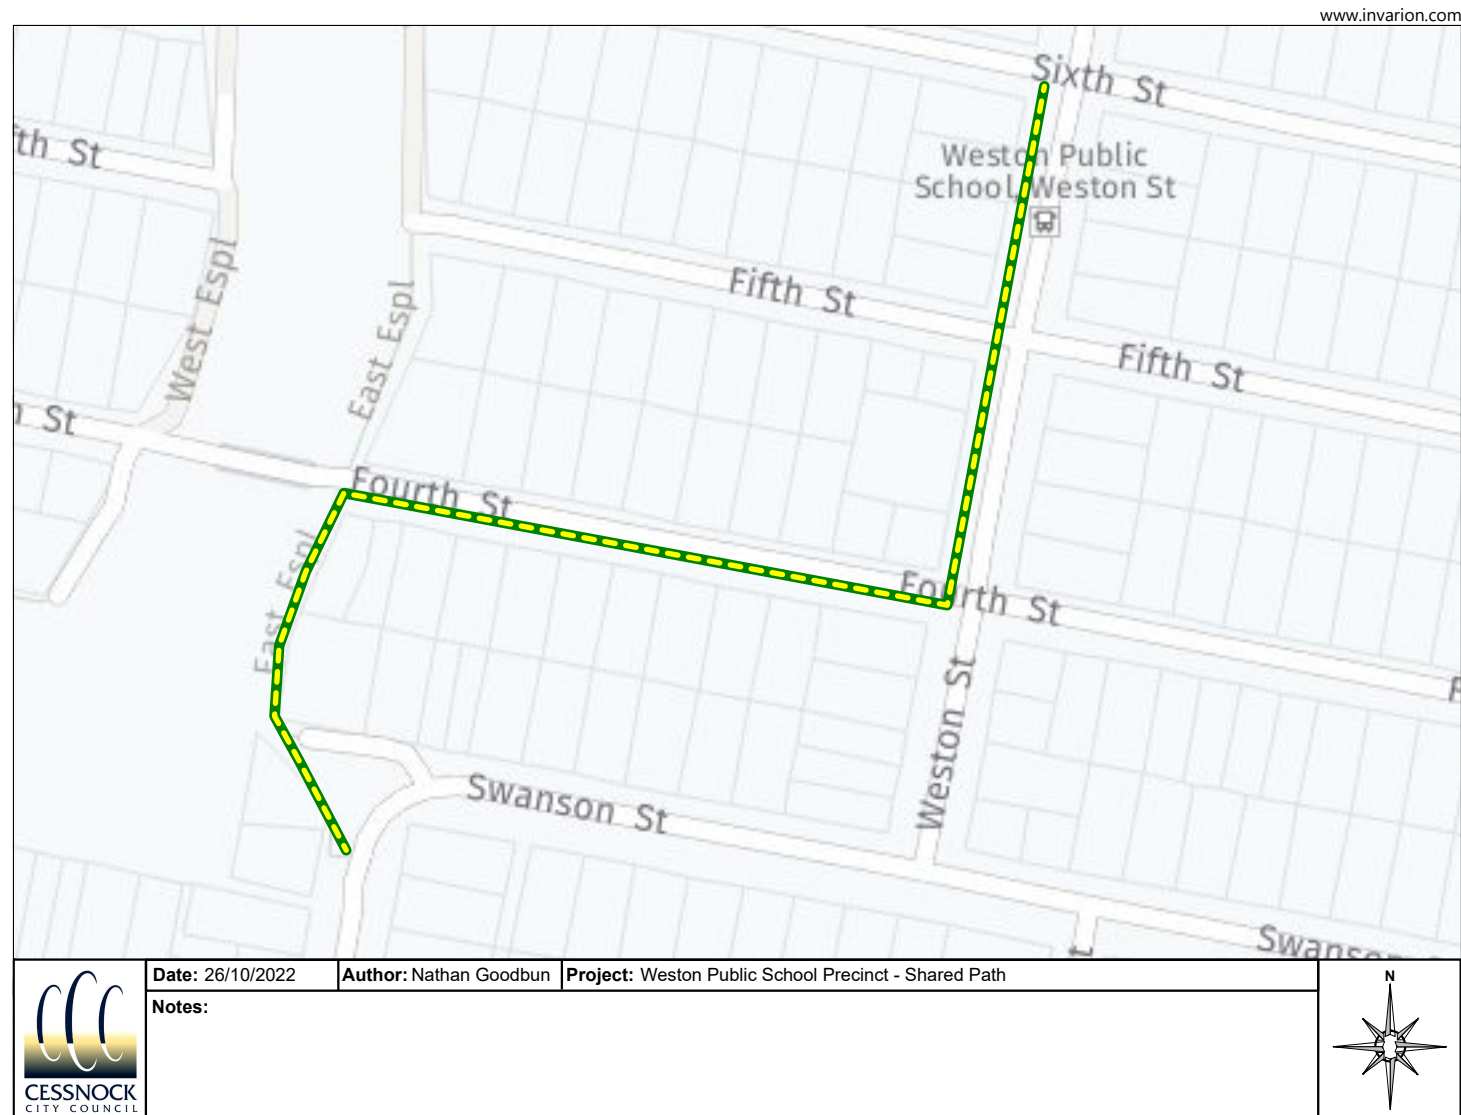 www.invarion.com
Sixth St
fth St
Weston Public
School, Weston St
West Espl
East Espl
Fifth St
Fifth St
h St
Fourth St
East Espl
Fourth St
Weston St
Swanson St
Swanson
Date: 26/10/2022
Author: Nathan Goodbun
Project: Weston Public School Precinct - Shared Path
N
Notes:
CESSNOCK
CITY COUNCIL